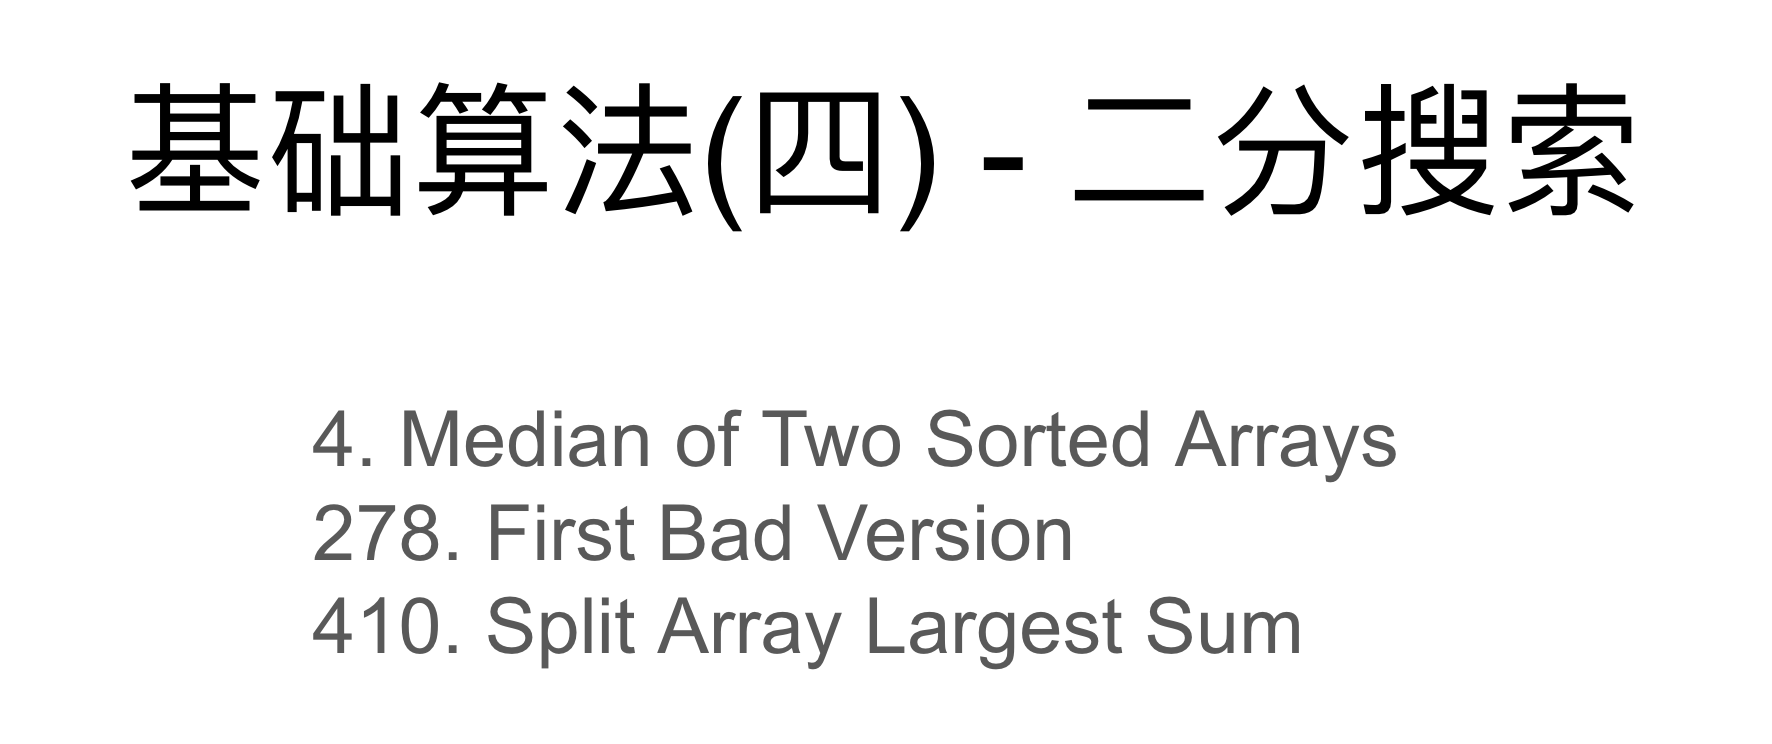 基础算法(四) - 二分搜索
4. Median of Two Sorted Arrays
278. First Bad Version
410. Split Array Largest Sum